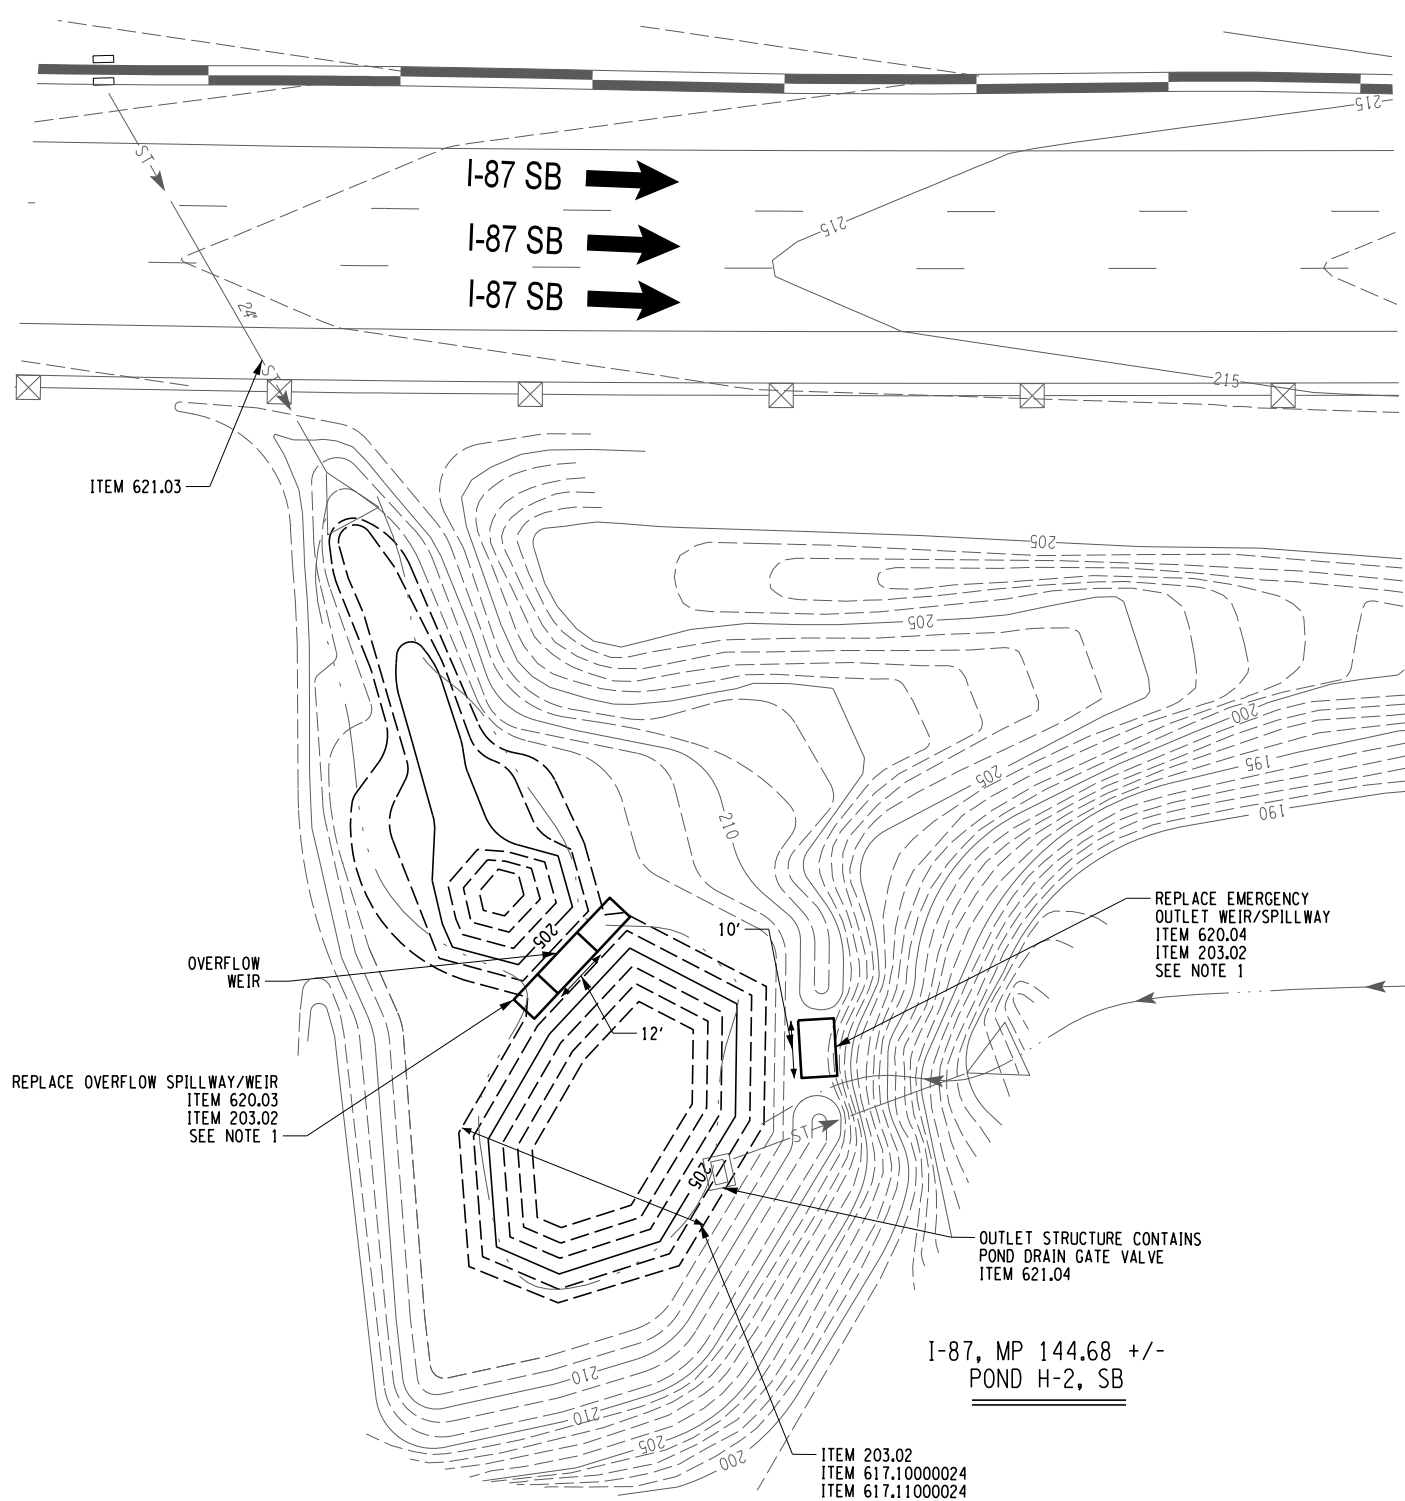 215
ST
I-87 SB
215
I-87 SB
I-87 SB
24"
ST
215
ITEM 621.03
205
205
200
205
195
190
210
REPLACE EMERGENCY
OUTLET WEIR/SPILLWAY
ITEM 620.04
ITEM 203.02
SEE NOTE 1
10'
205
OVERFLOW
WEIR
12'
REPLACE OVERFLOW SPILLWAY/WEIR
ITEM 620.03
ITEM 203.02
SEE NOTE 1
ST/S
205
OUTLET STRUCTURE CONTAINS
POND DRAIN GATE VALVE
ITEM 621.04
I-87, MP 144.68 +/-
POND H-2, SB
210
210
205
200
ITEM 203.02
ITEM 617.10000024
ITEM 617.11000024